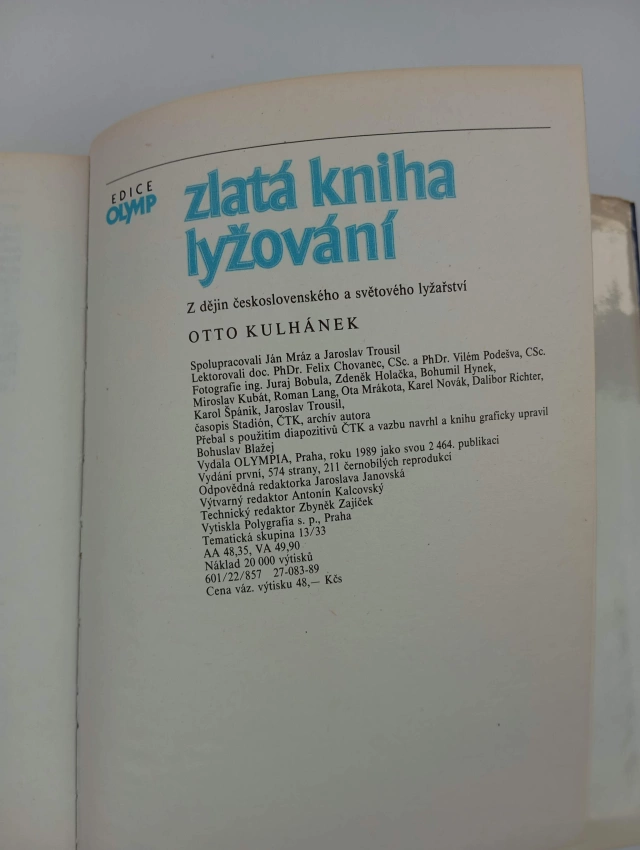 EDICE
OLYMP
zlatá kniha
lyžování
Z dějin československého a světového lyžařství
OTTO KULHÁNEK
Spolupracovali Ján Mráz a Jaroslav Trousil
Lektorovali doc. PhDr. Felix Chovanec, CSc. a PhDr. Vilém Podešva, CSc.
Fotografie ing. Juraj Bobula, Zdeněk Holačka, Bohumil Hynek,
Miroslav Kubát, Roman Lang, Ota Mrákota, Karel Novák, Dalibor Richter,
Karol Špánik, Jaroslav Trousil,
časopis Stadión, ČTK, archív autora
Přebal s použitím diapozitivů ČTK a vazbu navrhl a knihu graficky upravil
Bohuslav Blažej
Vydala OLYMPIA, Praha, roku 1989 jako svou 2 464. publikaci
Vydání první, 574 strany, 211 černobílých reprodukcí
Odpovědná redaktorka Jaroslava Janovská
Výtvarný redaktor Antonín Kalcovský
Technický redaktor Zbyněk Zajíček
Vytiskla Polygrafia s. p., Praha
Tematická skupina 13/33
AA 48,35, VA 49,90
Náklad 20 000 výtisků
601/22/857 27-083-89
Cena váz. výtisku 48,— Kčs